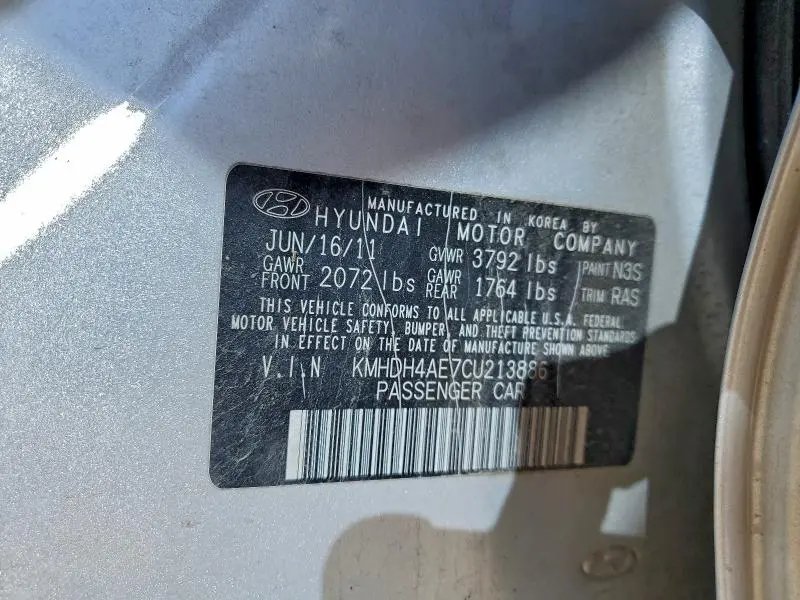 MANUFACTURED IN KOREA BY
HYUNDAI MOTOR COMPANY
JUN/16/11 GVWR 3792 lbs PAINT N3S
GAWR FRONT 2072 lbs GAWR REAR 1764 lbs TRIM RAS
THIS VEHICLE CONFORMS TO ALL APPLICABLE U.S.A. FEDERAL
MOTOR VEHICLE SAFETY, BUMPER, AND THEFT PREVENTION STANDARDS
IN EFFECT ON THE DATE OF MANUFACTURE SHOWN ABOVE.
V.I.N KMHDH4AE7CU213886
PASSENGER CAR